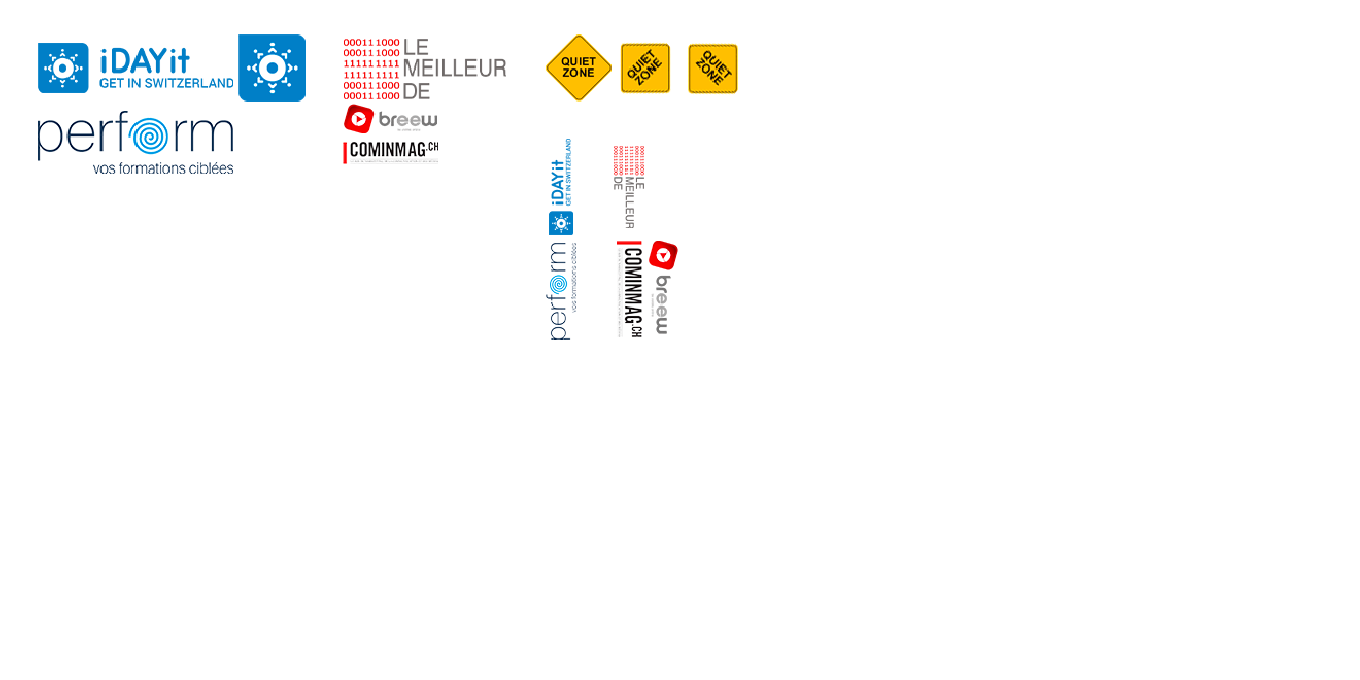 iDAYit
GET IN SWITZERLAND
perform
vos formations ciblées
00011 1000
00011 1000
11111 1111
11111 1111
00011 1000
00011 1000
LE
MEILLEUR
DE
breew
COMINMAG.CH
QUIET
ZONE
QUIET
ZONE
QUIET
ZONE
iDAYit
GET IN SWITZERLAND
perform
vos formations ciblées
LE
MEILLEUR
DE
COMINMAG.CH
breew